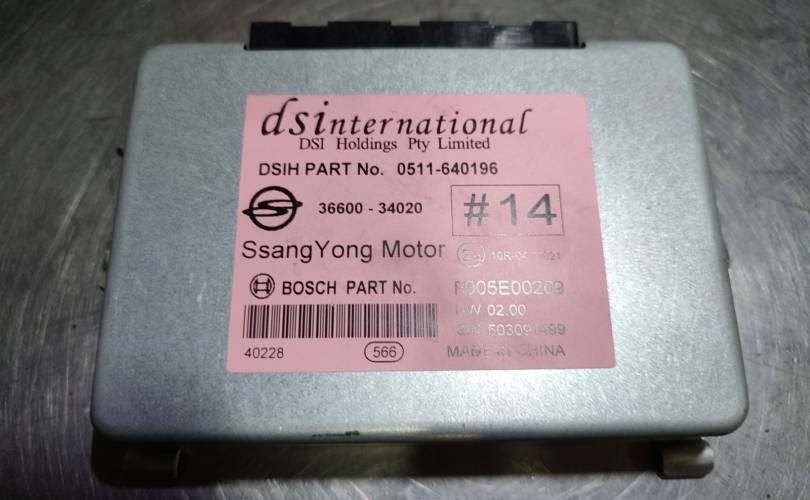 dsinternational
DSI Holdings Pty Limited
DSIH PART No. 0511-640196
36600 - 34020
#14
SsangYong Motor
BOSCH PART No. F005E00209
HW 02.00
40228
566
MADE IN CHINA